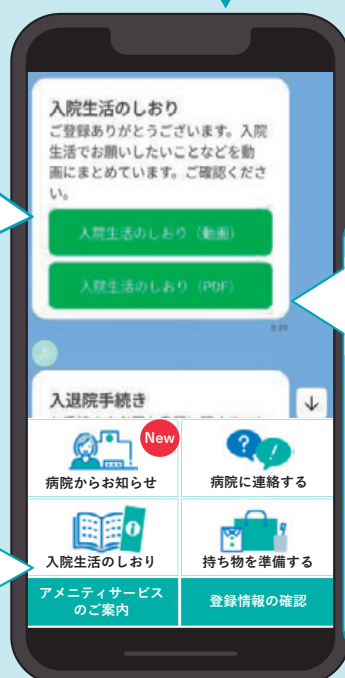 入院生活のしおり
ご登録ありがとうございます。入院
生活でお願いしたいことなどを動
画にまとめています。ご確認くださ
い。
入院生活のしおり（動画）
入院生活のしおり（PDF）
入退院手続き
New
病院からお知らせ
病院に連絡する
入院生活のしおり
持ち物を準備する
アメニティサービス
のご案内
登録情報の確認